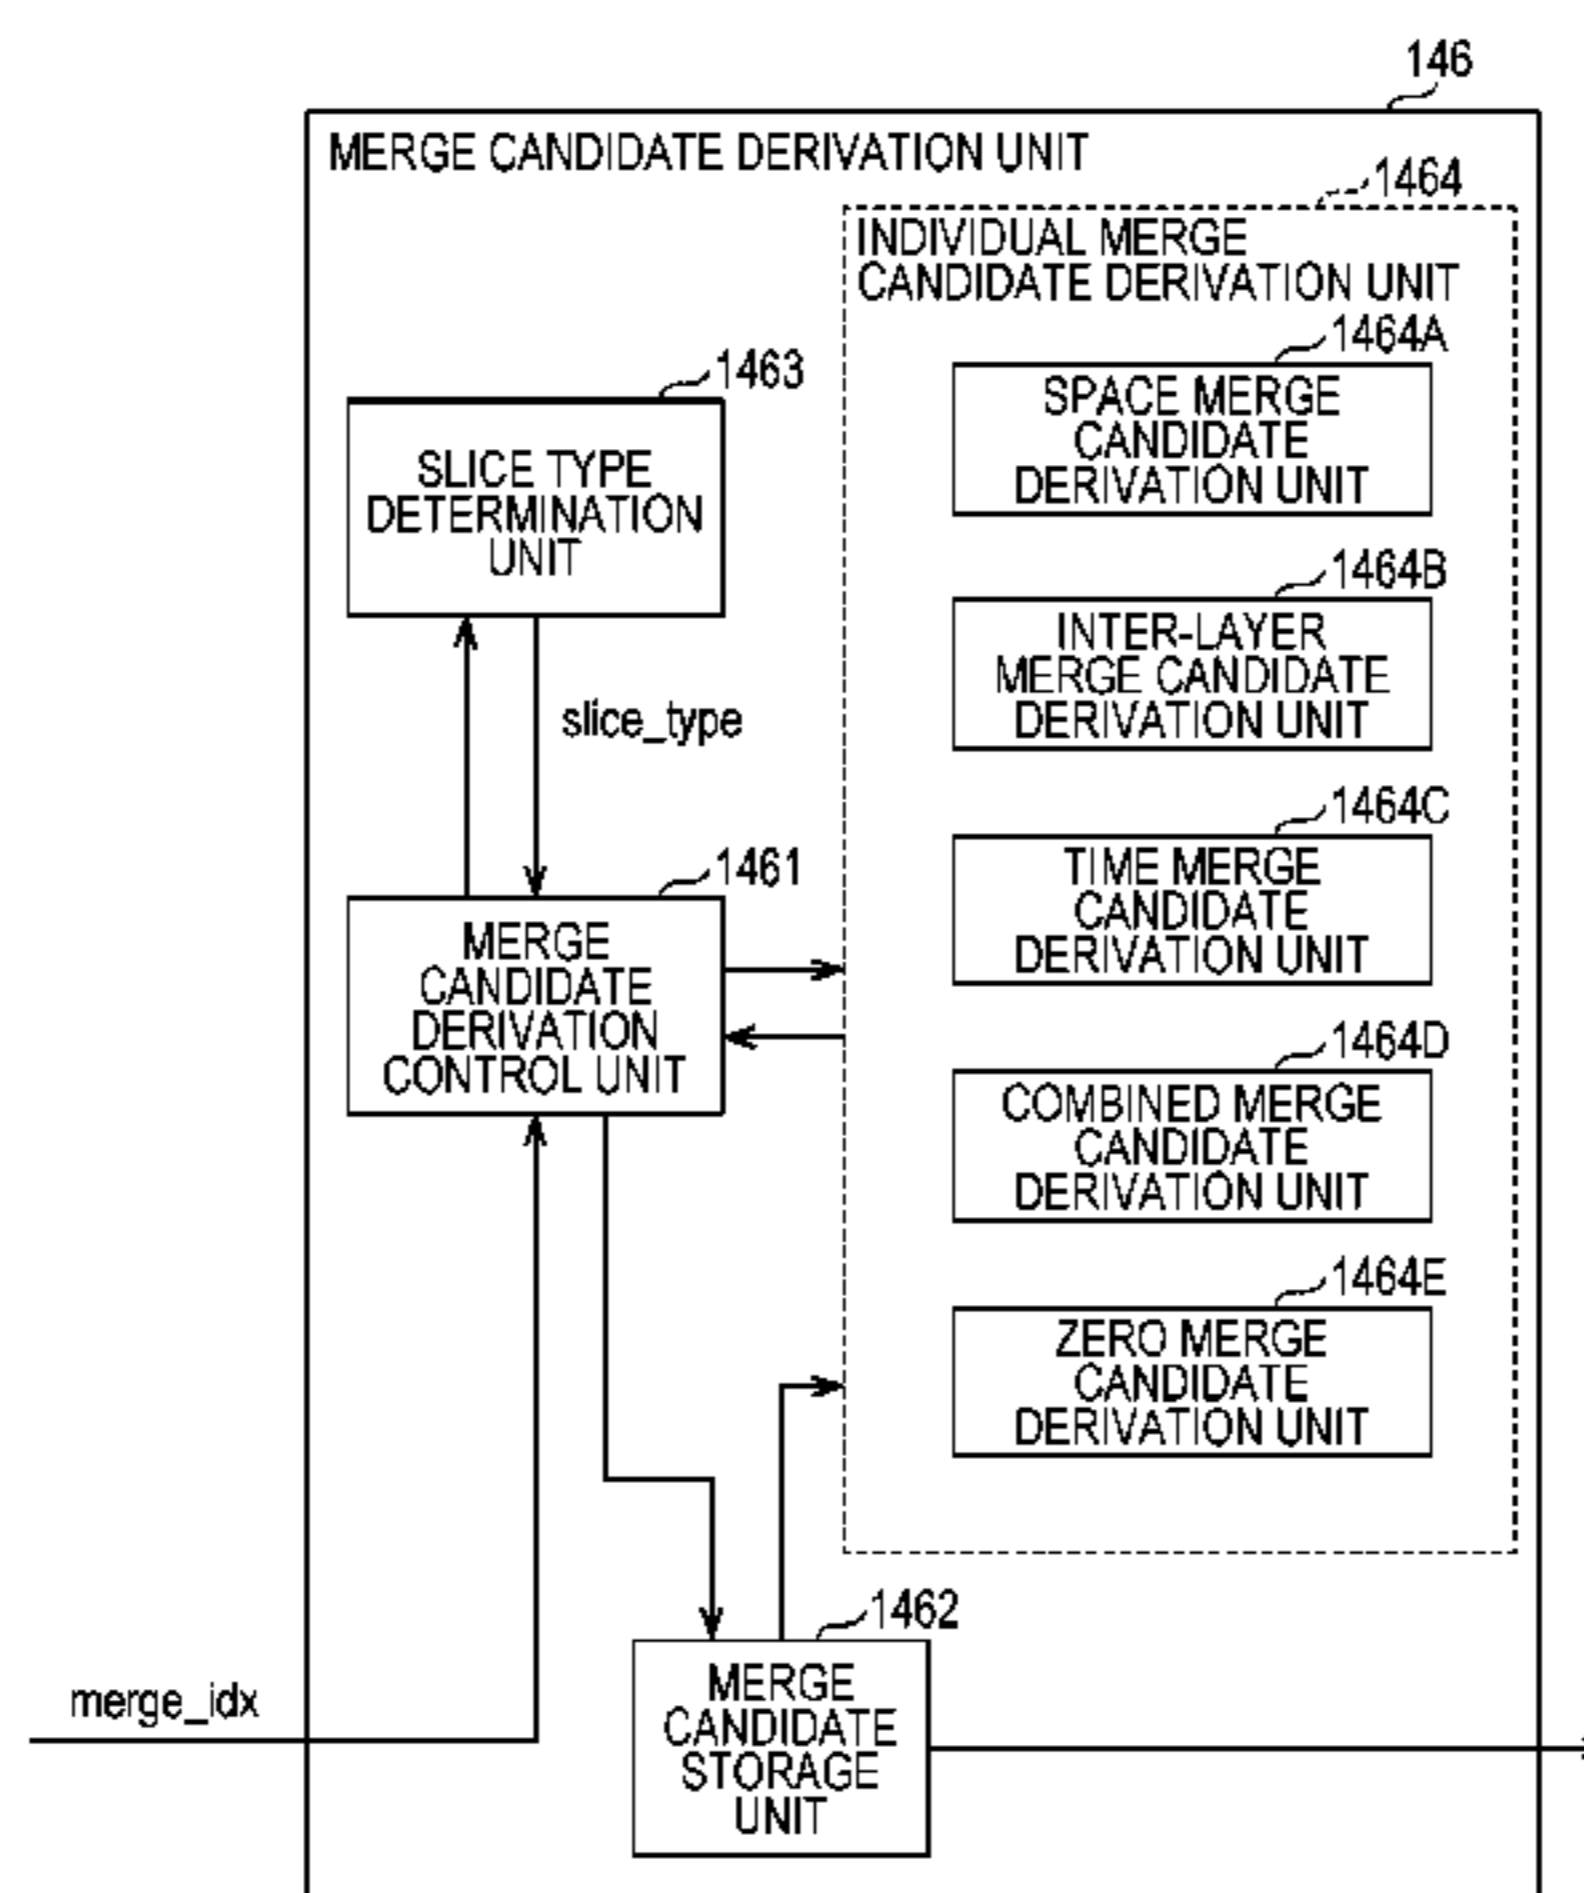 146
MERGE CANDIDATE DERIVATION UNIT
1464
INDIVIDUAL MERGE
CANDIDATE DERIVATION UNIT
1464A
SPACE MERGE
CANDIDATE
DERIVATION UNIT
1463
SLICE TYPE
DETERMINATION
UNIT
1464B
INTER-LAYER
MERGE CANDIDATE
DERIVATION UNIT
slice_type
1464C
TIME MERGE
CANDIDATE
DERIVATION UNIT
1461
MERGE
CANDIDATE
DERIVATION
CONTROL UNIT
1464D
COMBINED MERGE
CANDIDATE
DERIVATION UNIT
1464E
ZERO MERGE
CANDIDATE
DERIVATION UNIT
1462
MERGE
CANDIDATE
STORAGE
UNIT
merge_idx